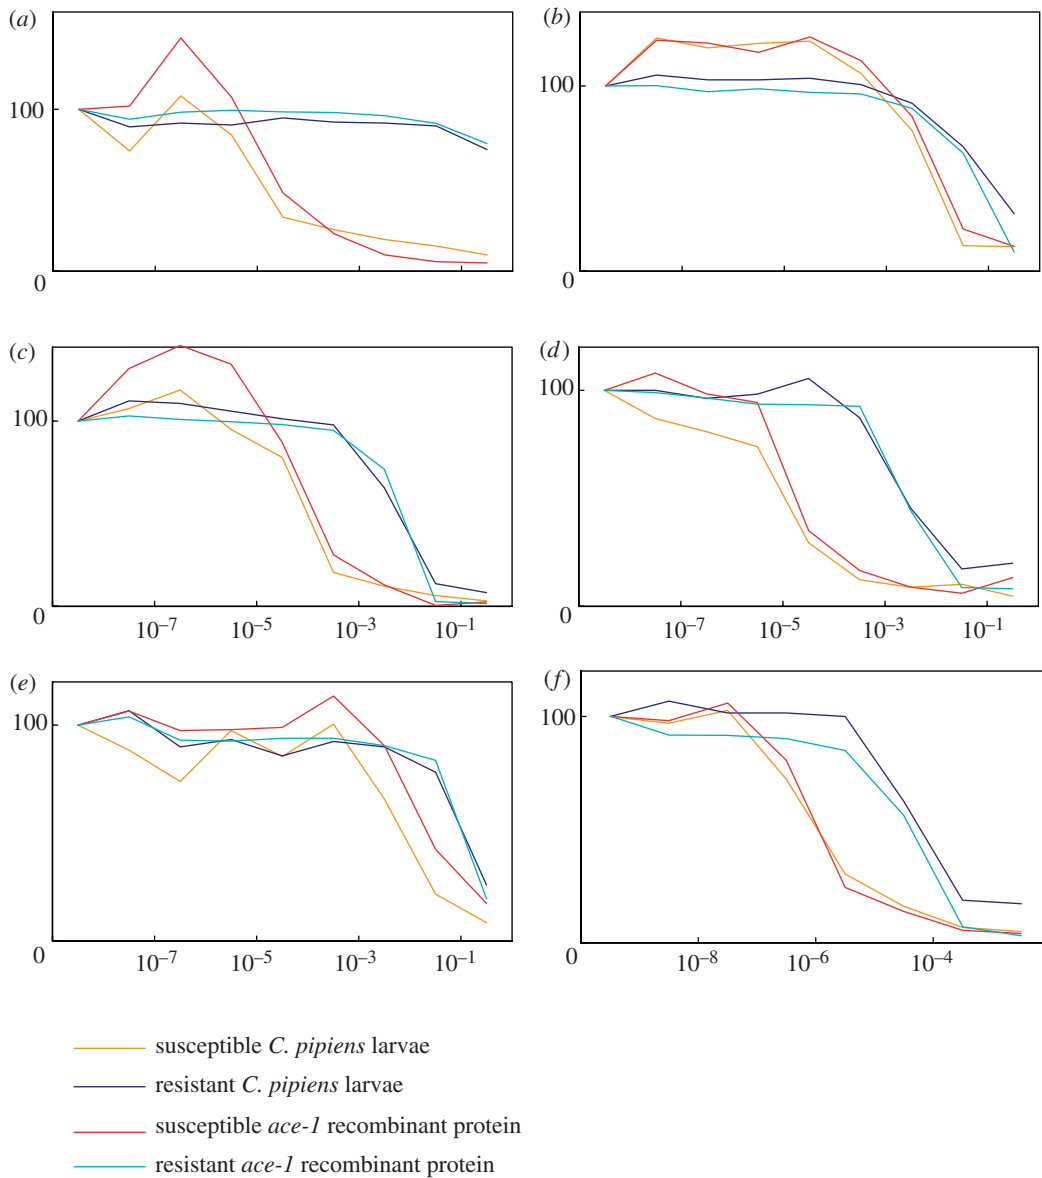 (a)
100
0
(b)
100
0
(c)
100
0
10⁻⁷ 10⁻⁵ 10⁻³ 10⁻¹
(d)
100
0
10⁻⁷ 10⁻⁵ 10⁻³ 10⁻¹
(e)
100
0
10⁻⁷ 10⁻⁵ 10⁻³ 10⁻¹
(f)
100
0
10⁻⁸ 10⁻⁶ 10⁻⁴
susceptible C. pipiens larvae
resistant C. pipiens larvae
susceptible ace-1 recombinant protein
resistant ace-1 recombinant protein